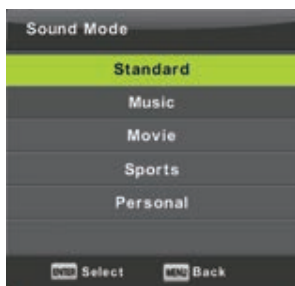 Sound Mode
Standard
Music
Movie
Sports
Personal
ENTER Select MENU Back